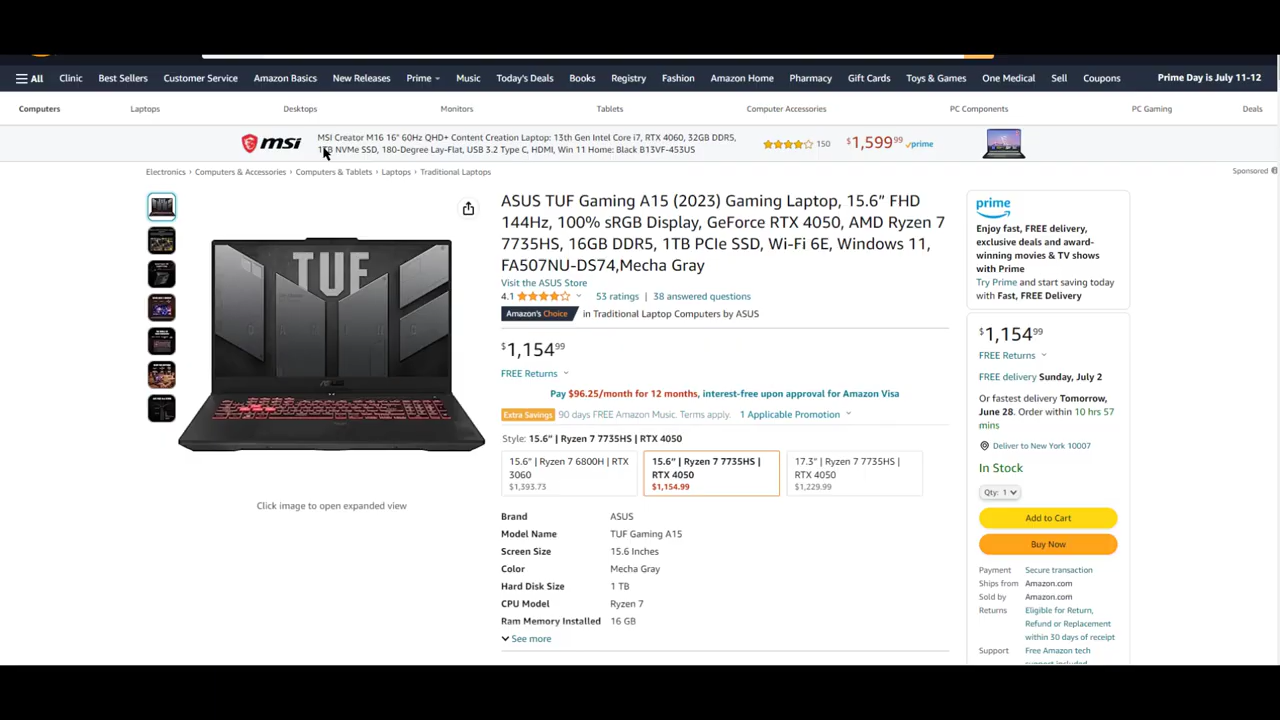 All Clinic Best Sellers Customer Service Amazon Basics New Releases Prime Music Today's Deals Books Registry Fashion Amazon Home Pharmacy Gift Cards Toys & Games One Medical Sell Coupons Prime Day is July 11-12
Computers Laptops Desktops Monitors Tablets Computer Accessories PC Components PC Gaming Deals
msi
MSI Creator M16 16" 60Hz QHD+ Content Creation Laptop: 13th Gen Intel Core i7, RTX 4060, 32GB DDR5,
1TB NVMe SSD, 180-Degree Lay-Flat, USB 3.2 Type C, HDMI, Win 11 Home: Black B13VF-453US
150
$1,599.99 prime
Sponsored
Electronics › Computers & Accessories › Computers & Tablets › Laptops › Traditional Laptops
TUF
ASUS TUF Gaming A15 (2023) Gaming Laptop, 15.6" FHD
144Hz, 100% sRGB Display, GeForce RTX 4050, AMD Ryzen 7
7735HS, 16GB DDR5, 1TB PCIe SSD, Wi-Fi 6E, Windows 11,
FA507NU-DS74,Mecha Gray
Visit the ASUS Store
4.1 53 ratings | 38 answered questions
Amazon's Choice in Traditional Laptop Computers by ASUS
$1,154.99
FREE Returns
Pay $96.25/month for 12 months, interest-free upon approval for Amazon Visa
Extra Savings 90 days FREE Amazon Music. Terms apply. 1 Applicable Promotion
Style: 15.6" | Ryzen 7 7735HS | RTX 4050
15.6" | Ryzen 7 6800H | RTX
3060
$1,393.73
15.6" | Ryzen 7 7735HS |
RTX 4050
$1,154.99
17.3" | Ryzen 7 7735HS |
RTX 4050
$1,229.99
Brand ASUS
Model Name TUF Gaming A15
Screen Size 15.6 Inches
Color Mecha Gray
Hard Disk Size 1 TB
CPU Model Ryzen 7
Ram Memory Installed 16 GB
See more
Click image to open expanded view
prime
Enjoy fast, FREE delivery,
exclusive deals and award-
winning movies & TV shows
with Prime
Try Prime and start saving today
with Fast, FREE Delivery
$1,154.99
FREE Returns
FREE delivery Sunday, July 2
Or fastest delivery Tomorrow,
June 28. Order within 10 hrs 57
mins
Deliver to New York 10007
In Stock
Qty: 1
Add to Cart
Buy Now
Payment Secure transaction
Ships from Amazon.com
Sold by Amazon.com
Returns Eligible for Return,
Refund or Replacement
within 30 days of receipt
Support Free Amazon tech
support included